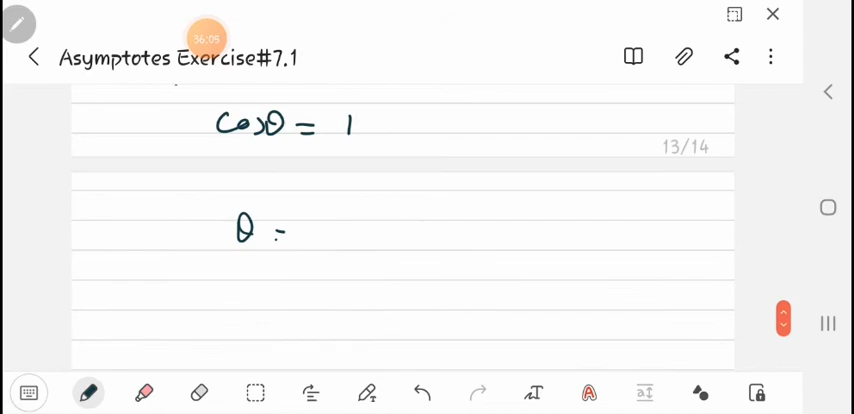 36:05
Asymptotes Exercise#7.1
Cosθ = 1
13/14
θ =